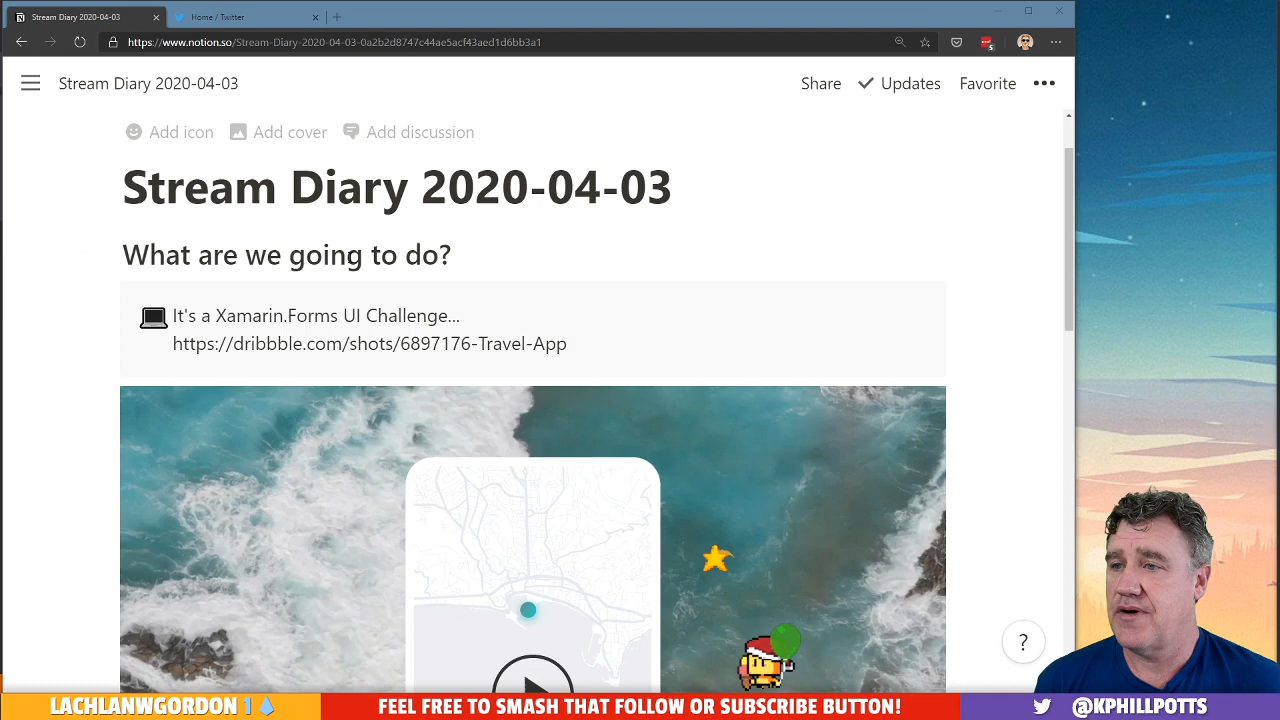 Stream Diary 2020-04-03
Home / Twitter
https://www.notion.so/Stream-Diary-2020-04-03-0a2b2d8747c44ae5acf43aed1d6bb3a1
Stream Diary 2020-04-03
Share
Updates
Favorite
Add icon
Add cover
Add discussion
Stream Diary 2020-04-03
What are we going to do?
It's a Xamarin.Forms UI Challenge...
https://dribbble.com/shots/6897176-Travel-App
?
LACHLANWGORDON 1
FEEL FREE TO SMASH THAT FOLLOW OR SUBSCRIBE BUTTON!
@KPHILLPOTTS